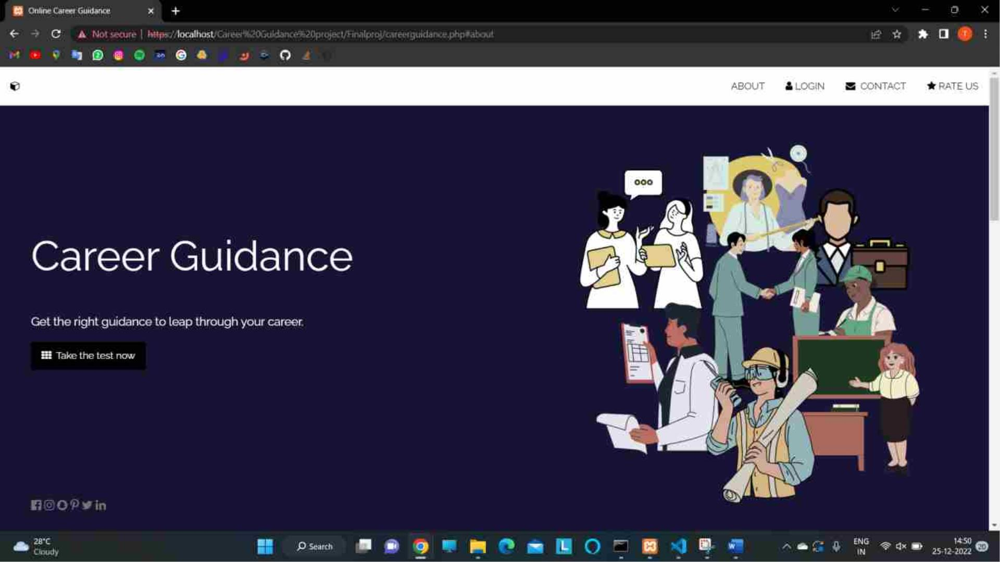 Online Career Guidance
Not secure | https://localhost/Career%20Guidance%20project/Finalproj/careerguidance.php#about
T
ABOUT LOGIN CONTACT RATE US
Career Guidance
Get the right guidance to leap through your career.
Take the test now
28°C
Cloudy
Search
ENG
IN
14:50
25-12-2022
20